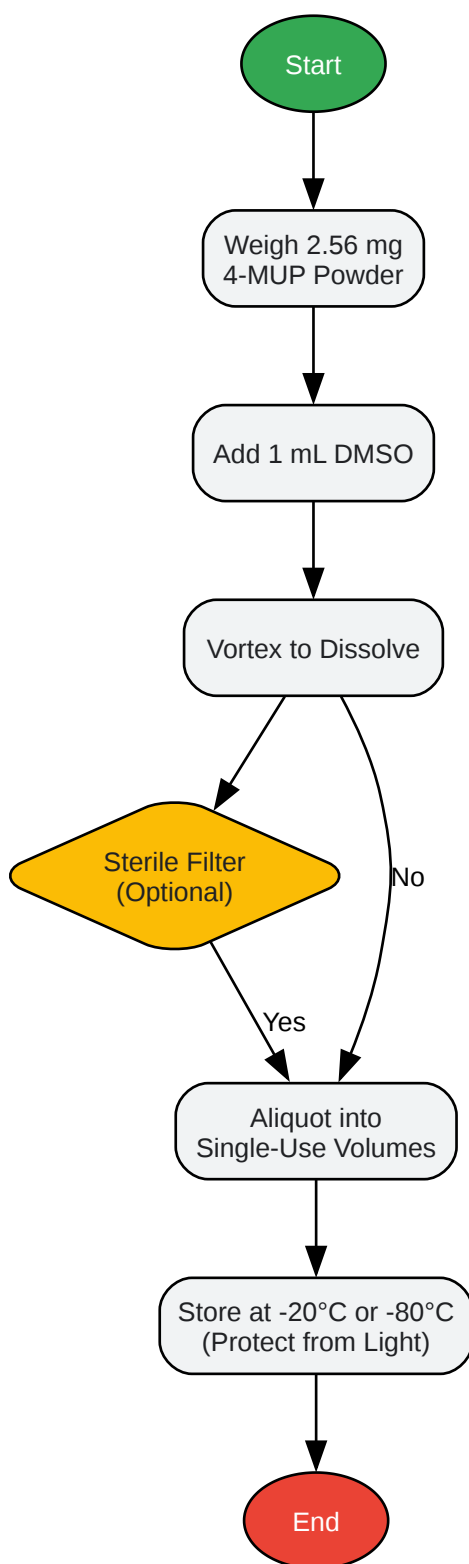 Start
Weigh 2.56 mg
4-MUP Powder
Add 1 mL DMSO
Vortex to Dissolve
Sterile Filter
(Optional)
No
Yes
Aliquot into
Single-Use Volumes
Store at -20°C or -80°C
(Protect from Light)
End